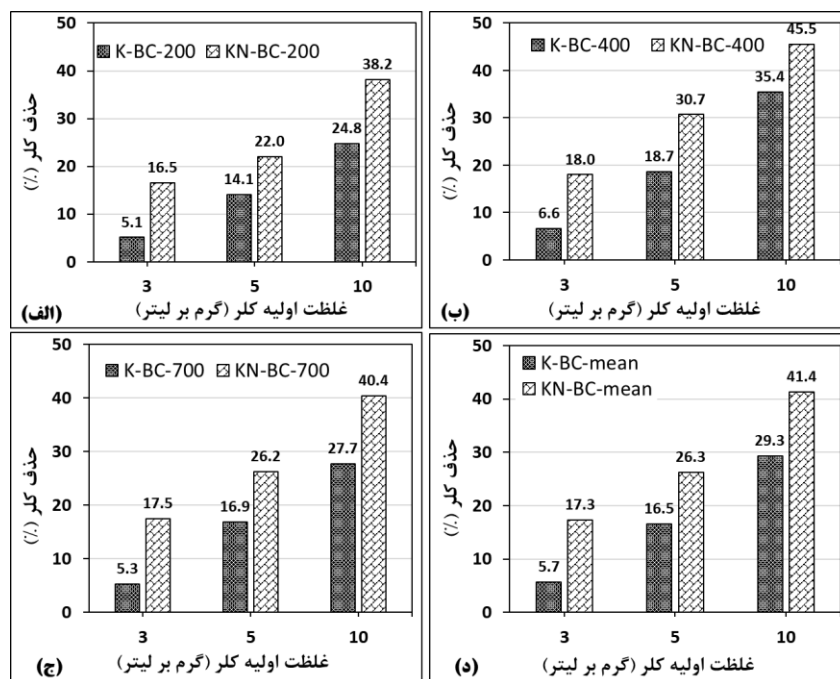 50
40
30
20
10
0
حذف کلر (٪)
K-BC-200 KN-BC-200
5.1 16.5 14.1 22.0 24.8 38.2
3 5 10
غلظت اولیه کلر (گرم بر لیتر)
(الف)
50
40
30
20
10
0
حذف کلر (٪)
K-BC-400 KN-BC-400
6.6 18.0 18.7 30.7 35.4 45.5
3 5 10
غلظت اولیه کلر (گرم بر لیتر)
(ب)
50
40
30
20
10
0
حذف کلر (٪)
K-BC-700 KN-BC-700
5.3 17.5 16.9 26.2 27.7 40.4
3 5 10
غلظت اولیه کلر (گرم بر لیتر)
(ج)
50
40
30
20
10
0
حذف کلر (٪)
K-BC-mean
KN-BC-mean
5.7 17.3 16.5 26.3 29.3 41.4
3 5 10
غلظت اولیه کلر (گرم بر لیتر)
(د)